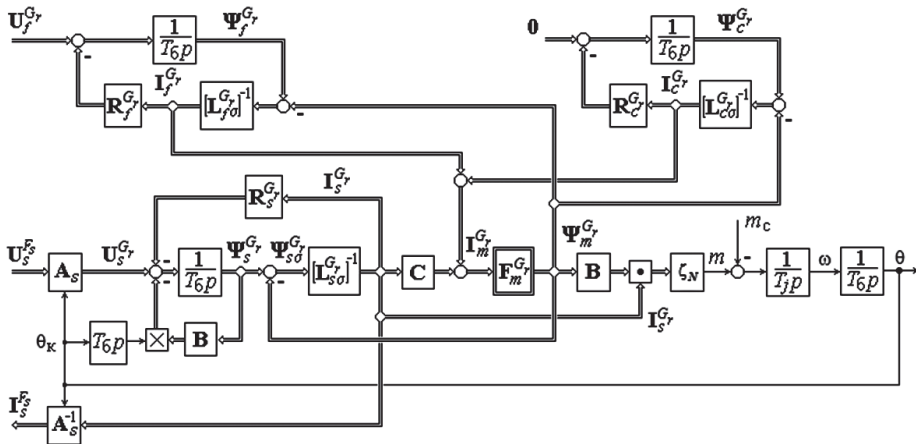 U_f^{G_r}
1/(T_б p)
Ψ_f^{G_r}
0
1/(T_б p)
Ψ_c^{G_r}
-
I_f^{G_r}
-
I_c^{G_r}
R_f^{G_r}
[L_{fσ}^{G_r}]^{-1}
-
R_c^{G_r}
[L_{cσ}^{G_r}]^{-1}
-
R_s^{G_r}
I_s^{G_r}
I_m^{G_r}
Ψ_m^{G_r}
m_c
U_s^{F_s}
A_s
U_s^{G_r}
-
-
1/(T_б p)
Ψ_s^{G_r}
Ψ_{sσ}^{G_r}
-
[L_{sσ}^{G_r}]^{-1}
C
F_m^{G_r}
B
•
ζ_N
m
-
1/(T_j p)
ω
1/(T_б p)
θ
θ_к
T_б p
×
B
I_s^{G_r}
I_s^{F_s}
A_s^{-1}